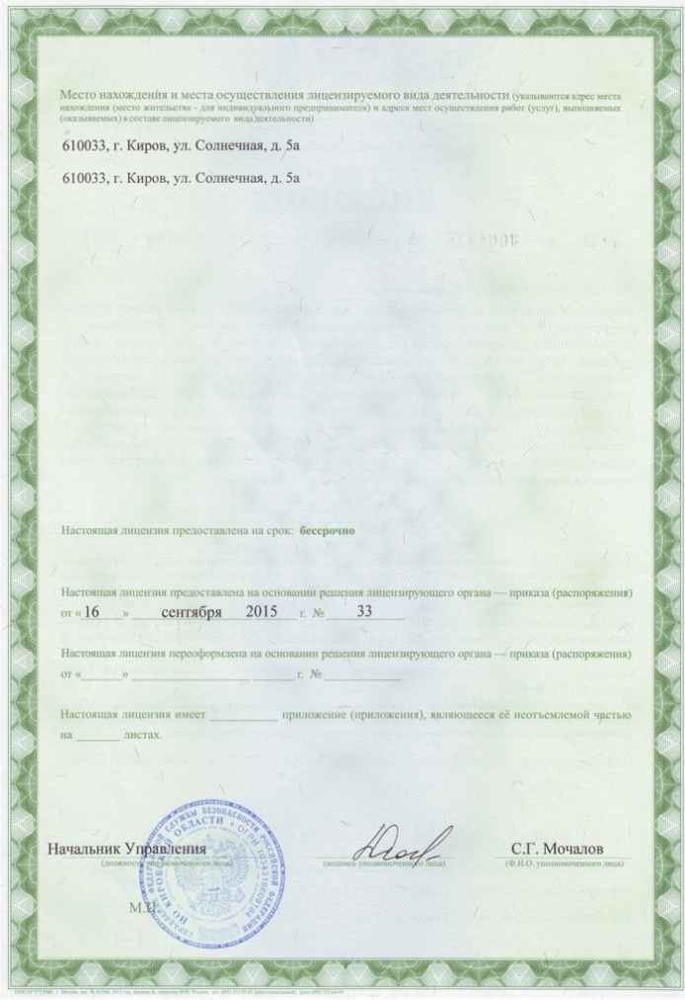 Место нахождения и места осуществления лицензируемого вида деятельности (указываются адрес места
нахождения (место жительства - для индивидуального предпринимателя) и адреса мест осуществления работ (услуг), выполняемых
(оказываемых) в составе лицензируемого вида деятельности)
610033, г. Киров, ул. Солнечная, д. 5а
610033, г. Киров, ул. Солнечная, д. 5а
Настоящая лицензия предоставлена на срок: бессрочно
Настоящая лицензия предоставлена на основании решения лицензирующего органа — приказа (распоряжения)
от « 16 » сентября 2015 г. № 33
Настоящая лицензия переоформлена на основании решения лицензирующего органа — приказа (распоряжения)
от «______» ____________________ г. № ____________
Настоящая лицензия имеет ___________ приложение (приложения), являющееся её неотъемлемой частью
на _______ листах.
Начальник Управления С.Г. Мочалов
(должность уполномоченного лица) (подпись уполномоченного лица) (Ф.И.О. уполномоченного лица)
М.П.
ФЕДЕРАЛЬНОЙ СЛУЖБЫ БЕЗОПАСНОСТИ РОССИЙСКОЙ ФЕДЕРАЦИИ
ПО КИРОВСКОЙ ОБЛАСТИ